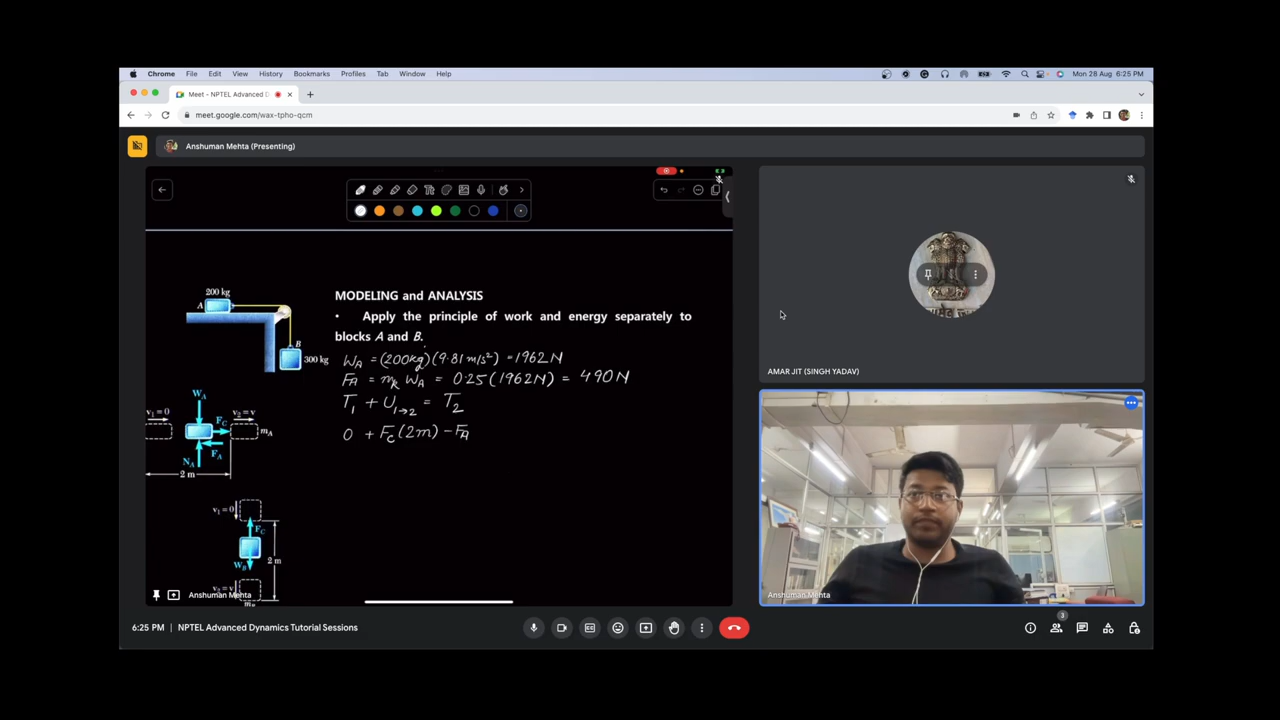 Chrome File Edit View History Bookmarks Profiles Tab Window Help Mon 28 Aug 6:25 PM
Meet - NPTEL Advanced D
meet.google.com/wax-tpho-qcm
Anshuman Mehta (Presenting)
MODELING and ANALYSIS
• Apply the principle of work and energy separately to
blocks A and B.
W_A = (200kg)(9.81 m/s²) = 1962N
F_A = m_k W_A = 0.25(1962N) = 490N
T_1 + U_1→2 = T_2
0 + F_C(2m) - F_A
200 kg
A
B
300 kg
W_A
v_1 = 0
v_2 = v
F_C
m_A
F_A
N_A
2 m
v_1 = 0
F_C
2 m
W_B
Anshuman Mehta
AMAR JIT (SINGH YADAV)
Anshuman Mehta
6:25 PM | NPTEL Advanced Dynamics Tutorial Sessions
3